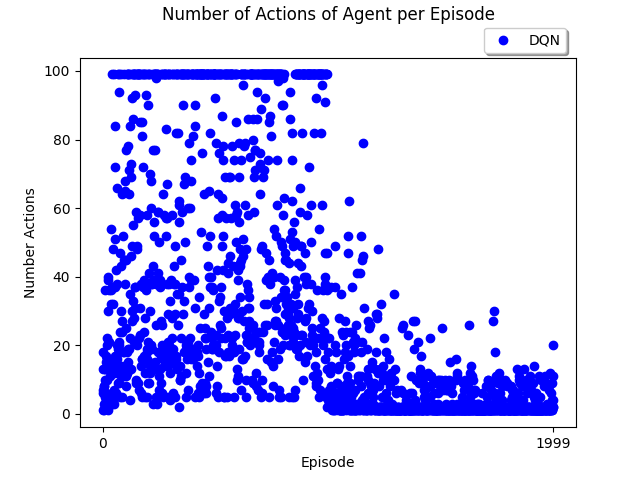 Number of Actions of Agent per Episode
DQN
100
80
60
40
20
0
Number Actions
0
1999
Episode